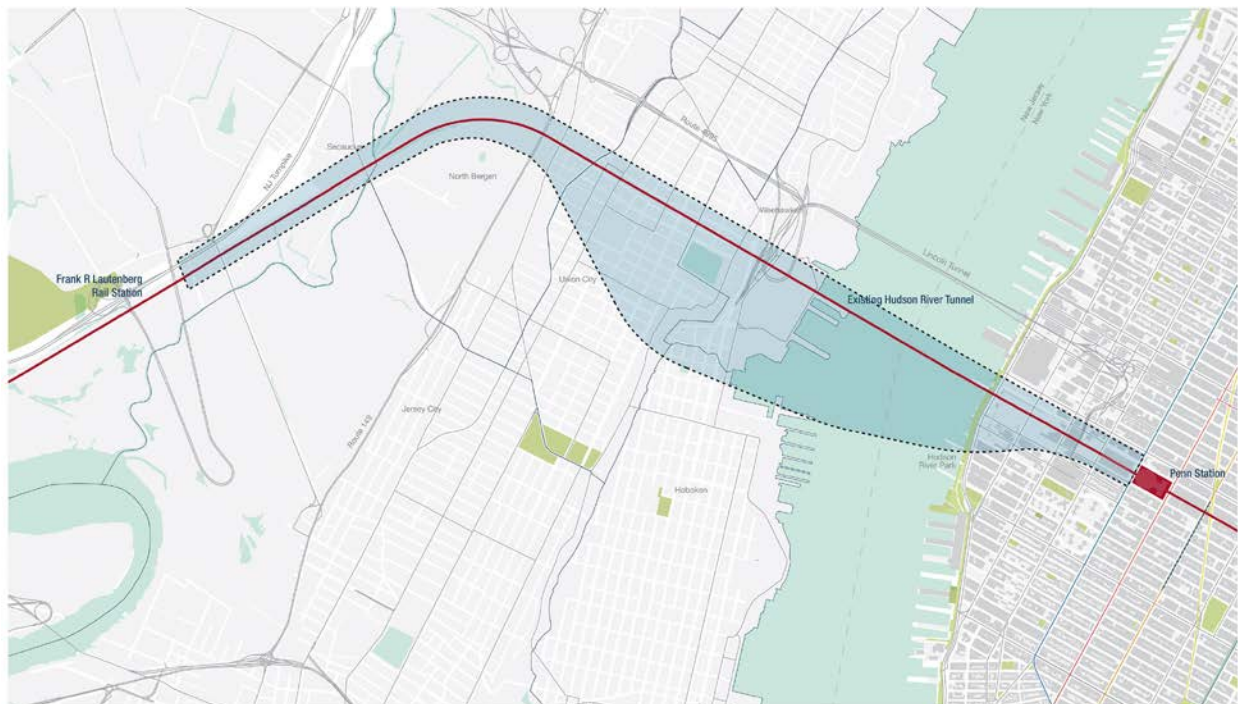 New Jersey
New York
Route 495
Secaucus
NJ Turnpike
North Bergen
Weehawken
Lincoln Tunnel
Frank R Lautenberg
Rail Station
Union City
Existing Hudson River Tunnel
Jersey City
Route 149
Hudson
River Park
Penn Station
Hoboken